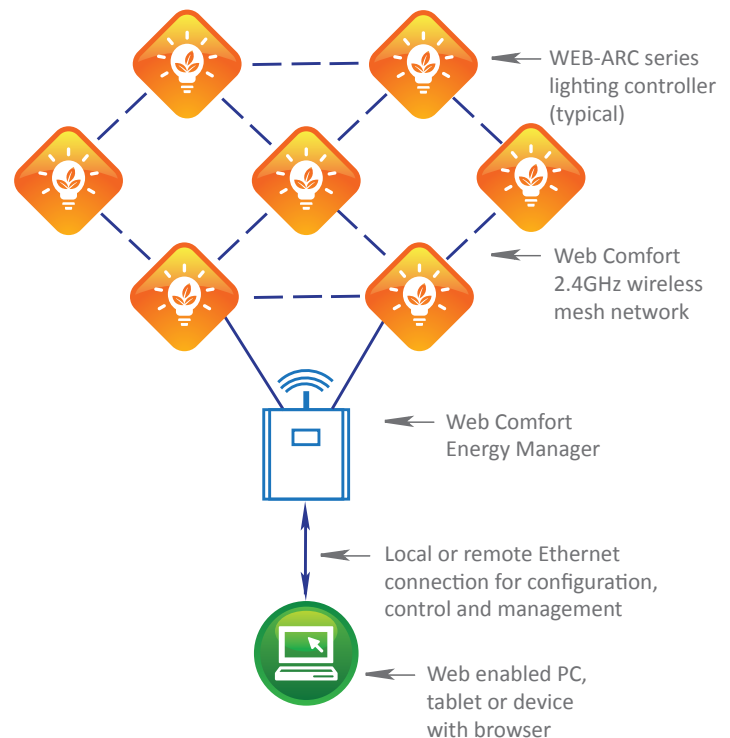 WEB-ARC series
lighting controller
(typical)
Web Comfort
2.4GHz wireless
mesh network
Web Comfort
Energy Manager
Local or remote Ethernet
connection for configuration,
control and management
Web enabled PC,
tablet or device
with browser